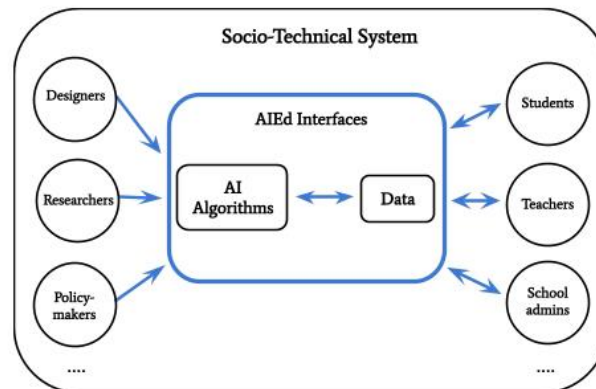 Socio-Technical System
Designers
Researchers
Policy-
makers
....
AIEd Interfaces
AI
Algorithms
Data
Students
Teachers
School
admins
....